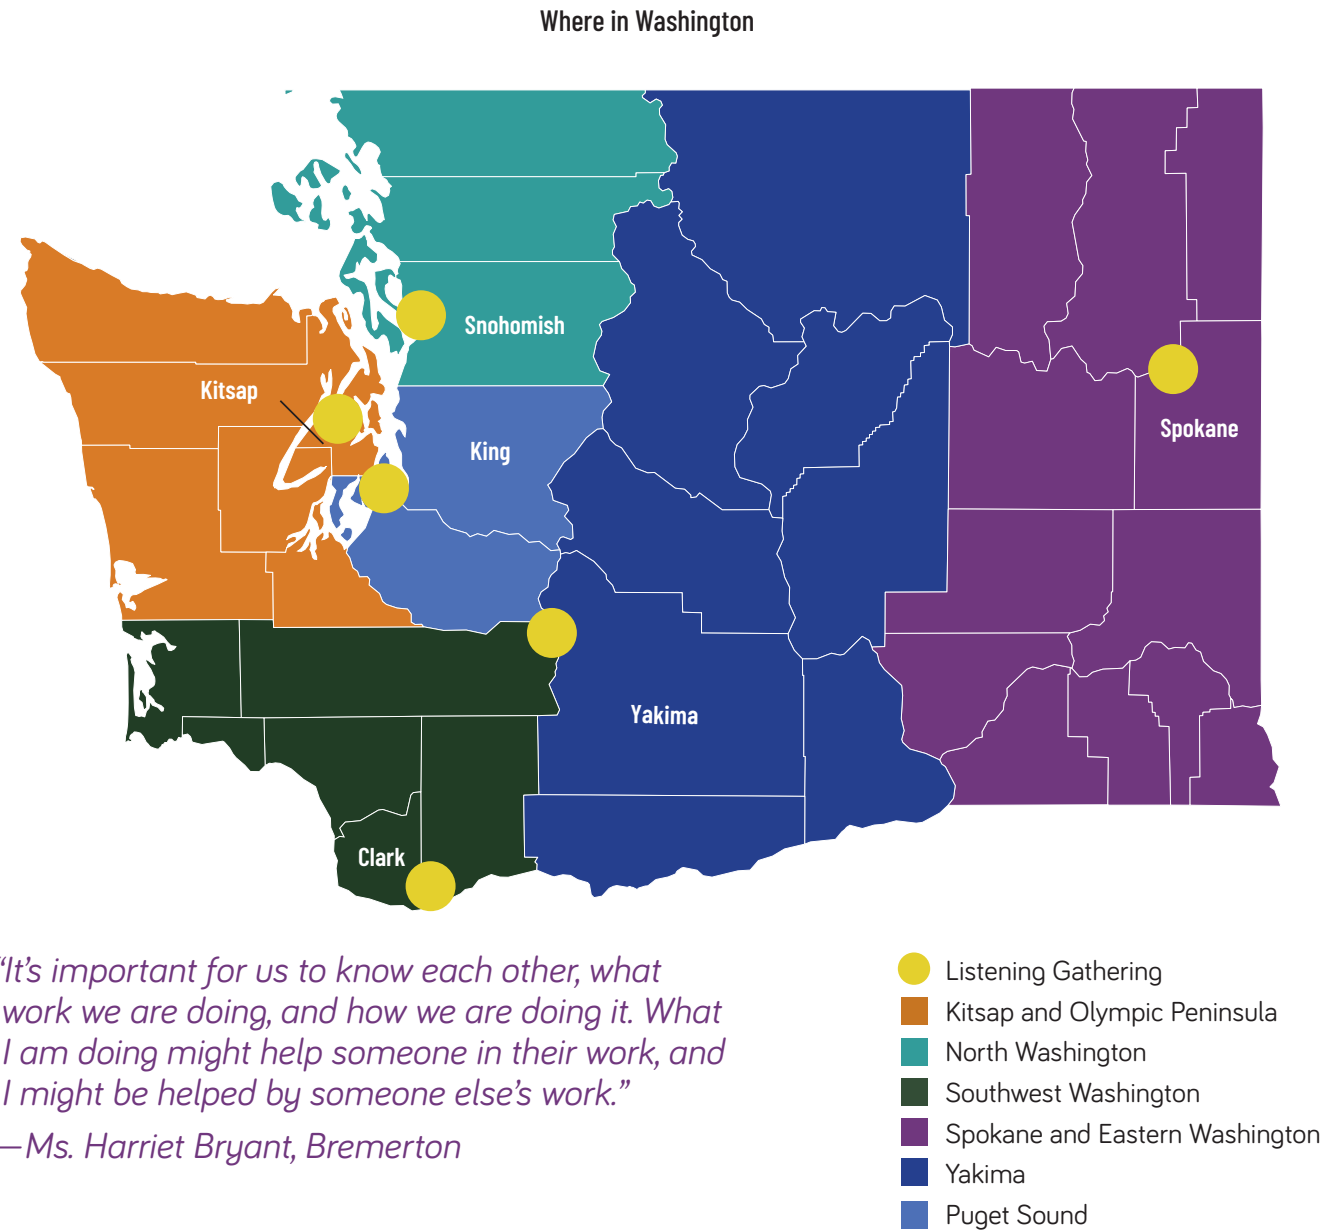 Where in Washington
Snohomish
Kitsap
Spokane
King
Yakima
Clark
“It’s important for us to know each other, what
work we are doing, and how we are doing it. What
I am doing might help someone in their work, and
I might be helped by someone else’s work.”
—Ms. Harriet Bryant, Bremerton
Listening Gathering
Kitsap and Olympic Peninsula
North Washington
Southwest Washington
Spokane and Eastern Washington
Yakima
Puget Sound